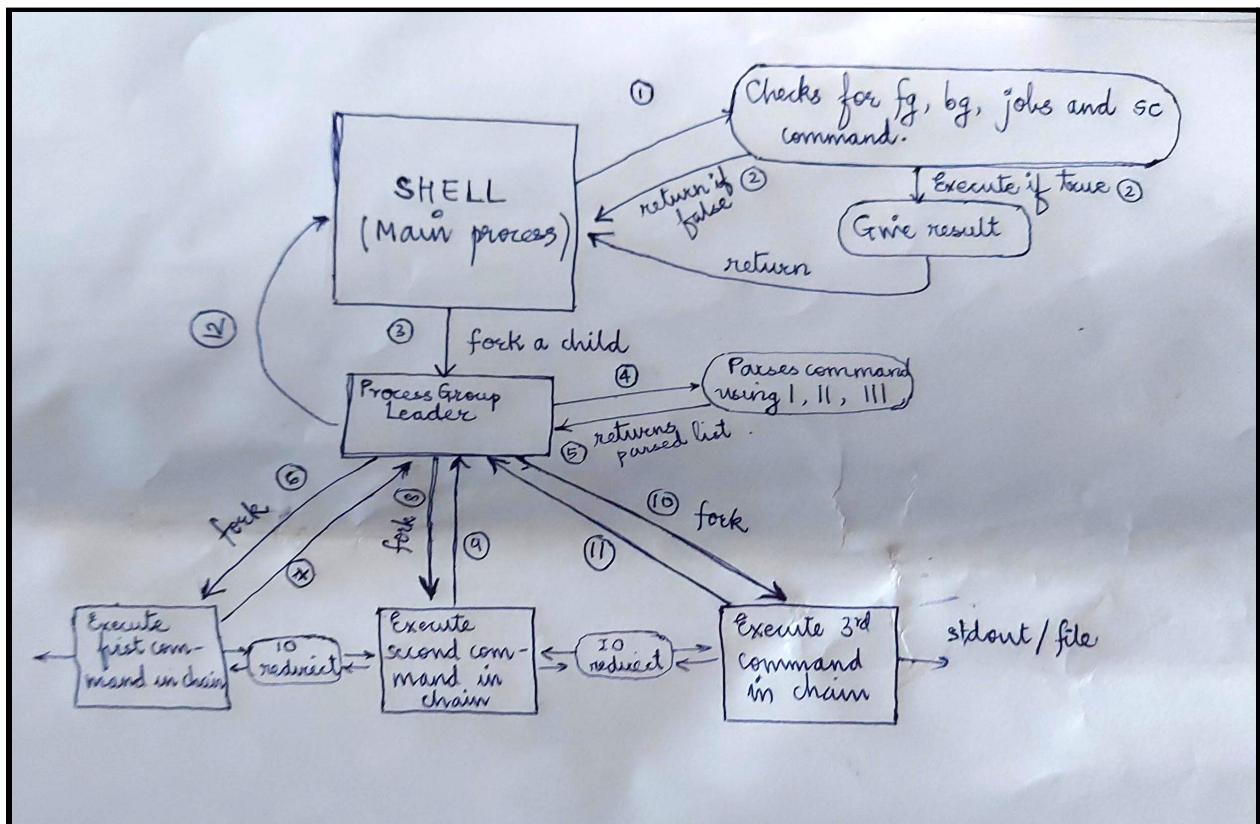 ①
Checks for fg, bg, jobs and sc
command.
SHELL
(Main process)
return if
false
②
Execute if true ②
Give result
return
⑫
③
fork a child
Process Group
Leader
④
Parses command
using |, ||, |||,
⑤ returns
parsed list.
fork ⑥
fork ⑧
⑨
⑩ fork
⑪
Execute
first com-
mand in chain
IO
redirect
Execute
second com-
mand in
chain
IO
redirect
Execute 3rd
command
in chain
stdout/file